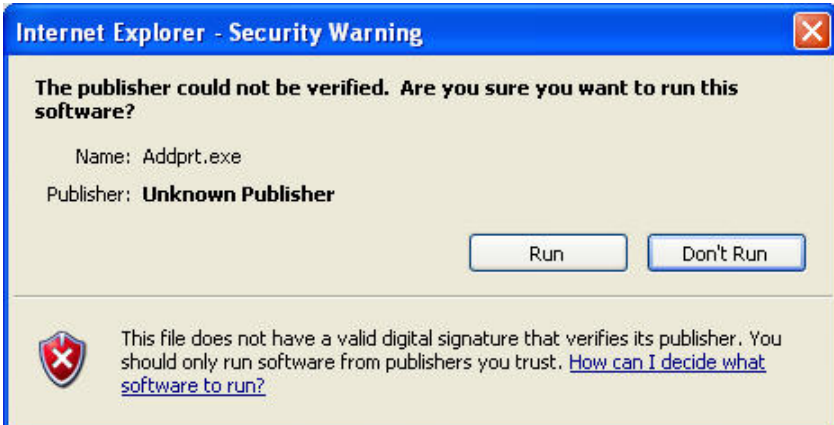 Internet Explorer - Security Warning
The publisher could not be verified.  Are you sure you want to run this
software?
Name: Addprt.exe
Publisher: Unknown Publisher
Run
Don't Run
This file does not have a valid digital signature that verifies its publisher. You
should only run software from publishers you trust. How can I decide what
software to run?